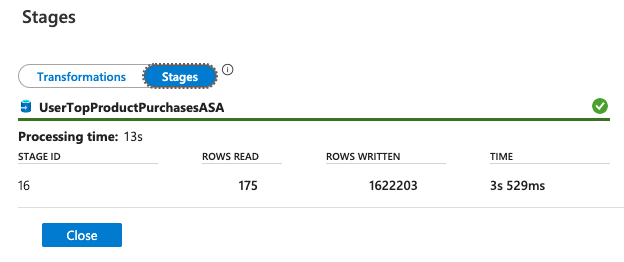 Stages
Transformations Stages
UserTopProductPurchasesASA
Processing time: 13s
STAGE ID ROWS READ ROWS WRITTEN TIME
16 175 1622203 3s 529ms
Close